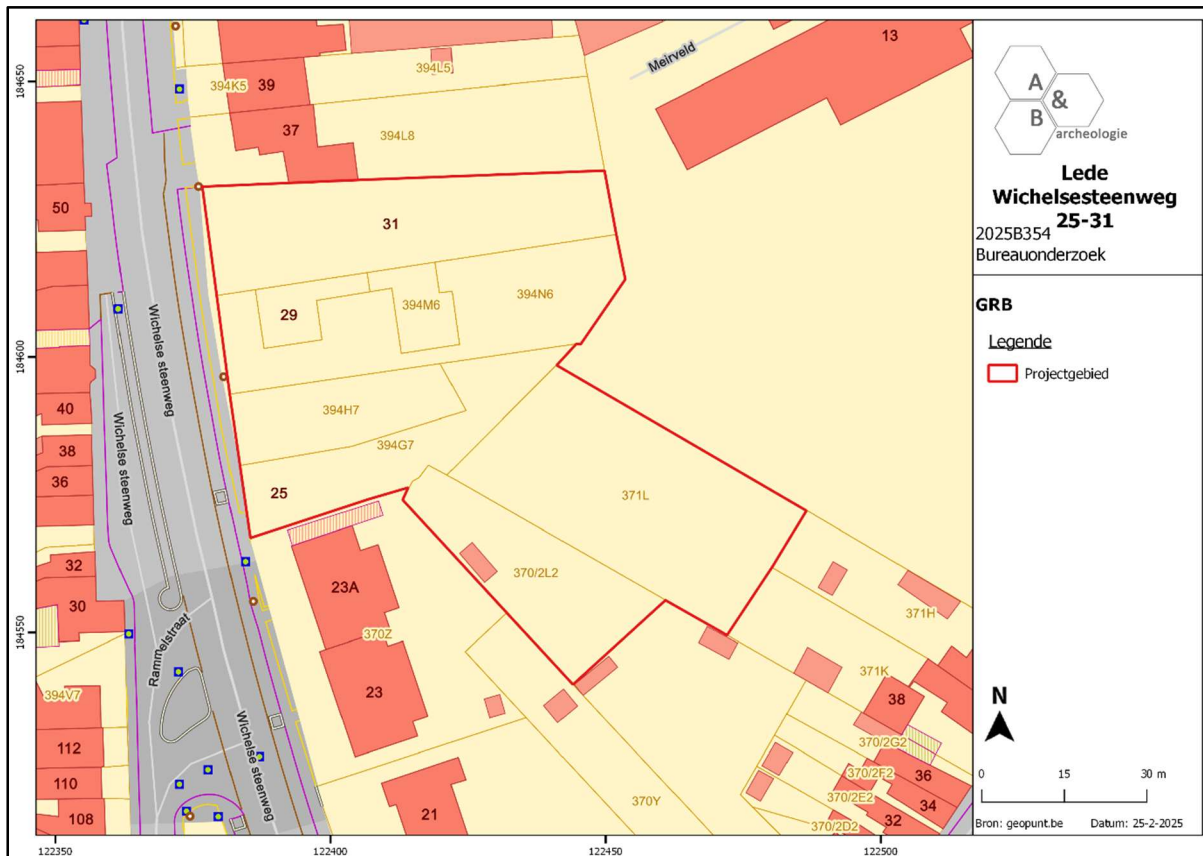 184650
184600
184550
122350
122400
122450
122500
39
37
50
394K5
394L5
394L8
Meirveld
13
31
29
394M6
394N6
Wichelse steenweg
Wichelse steenweg
40
38
36
394H7
394G7
25
371L
32
30
23A
370/2L2
371H
Rammelstraat
370Z
371K
394V7
23
38
112
Wichelse steenweg
370/2G2
36
110
370/2F2
34
108
21
370Y
370/2E2
32
370/2D2
A
&
B
archeologie
Lede
Wichelsesteenweg
25-31
2025B354
Bureauonderzoek
GRB
Legende
Projectgebied
N
0 15 30 m
Bron: geopunt.be Datum: 25-2-2025